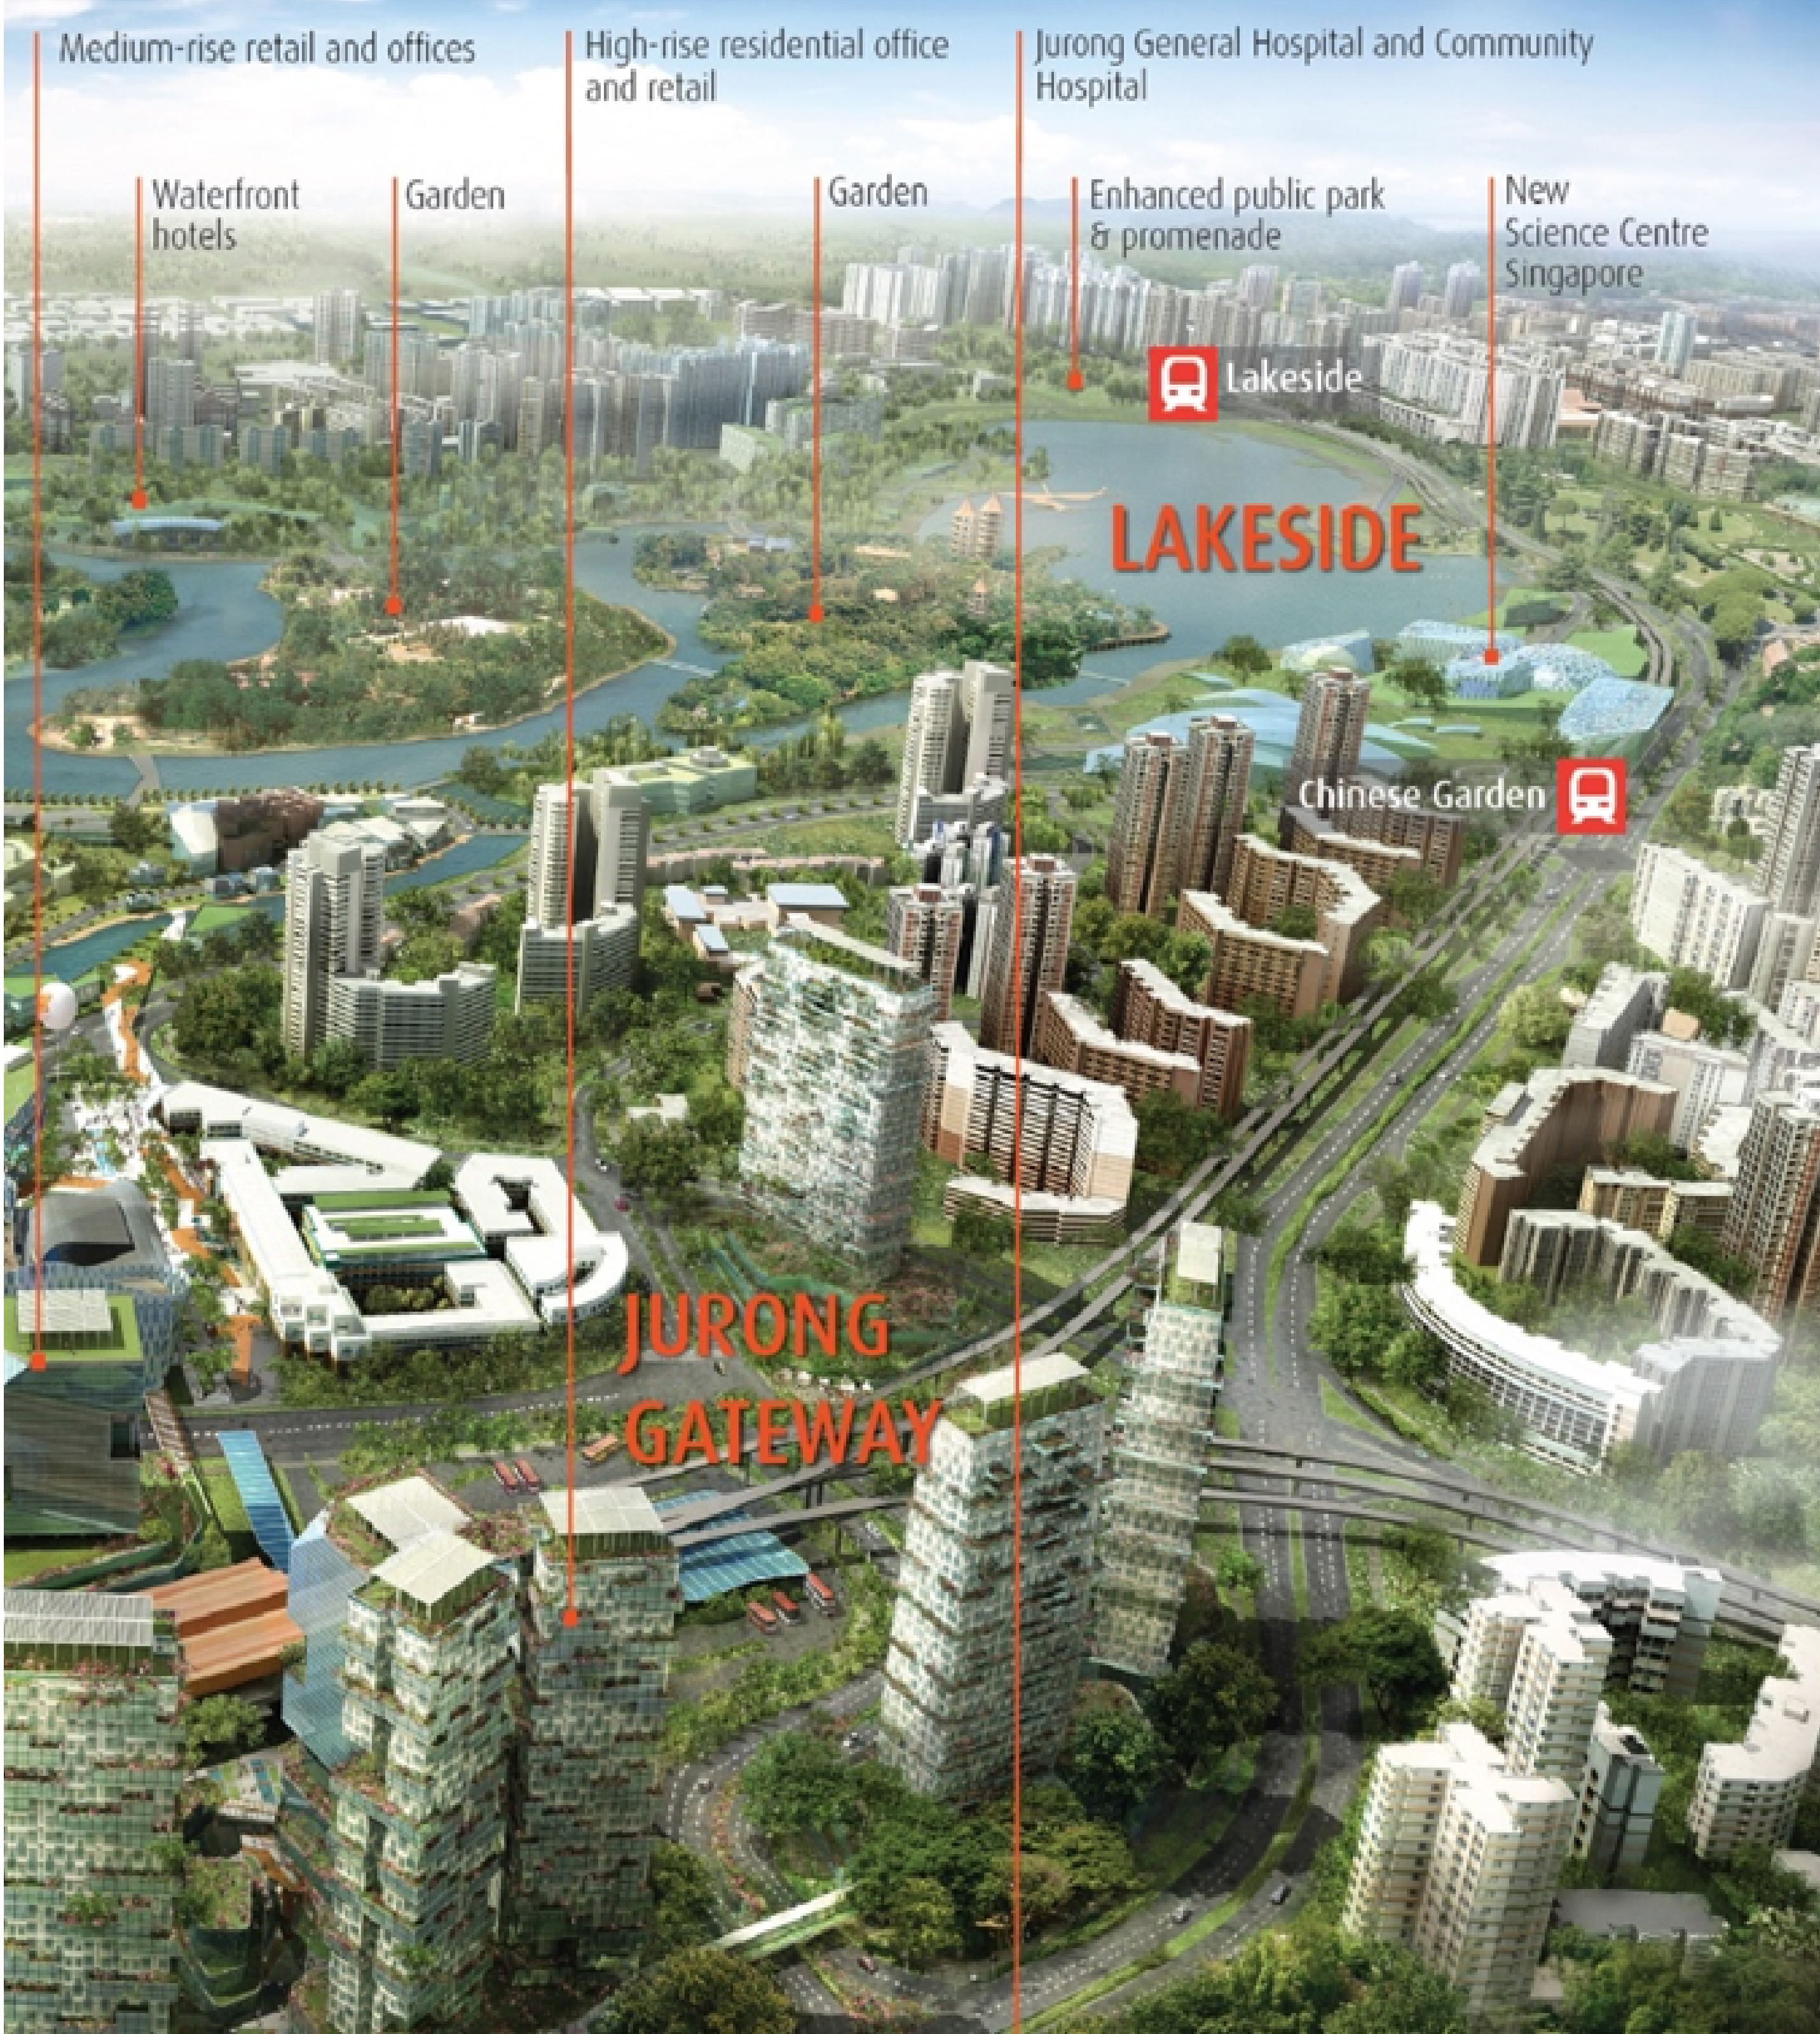 Medium-rise retail and offices
High-rise residential office
and retail
Jurong General Hospital and Community
Hospital
Waterfront
hotels
Garden
Garden
Enhanced public park
& promenade
New
Science Centre
Singapore
Lakeside
LAKESIDE
Chinese Garden
JURONG
GATEWAY